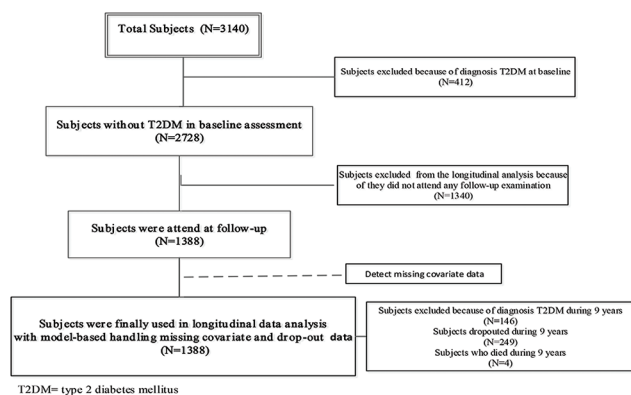 Total Subjects (N=3140)
Subjects excluded because of diagnosis T2DM at baseline
(N=412)
Subjects without T2DM in baseline assessment
(N=2728)
Subjects excluded from the longitudinal analysis because
of they did not attend any follow-up examination
(N=1340)
Subjects were attend at follow-up
(N=1388)
Detect missing covariate data
Subjects were finally used in longitudinal data analysis
with model-based handling missing covariate and drop-out data
(N=1388)
Subjects excluded because of diagnosis T2DM during 9 years
(N=146)
Subjects dropouted during 9 years
(N=249)
Subjects who died during 9 years
(N=4)
T2DM= type 2 diabetes mellitus